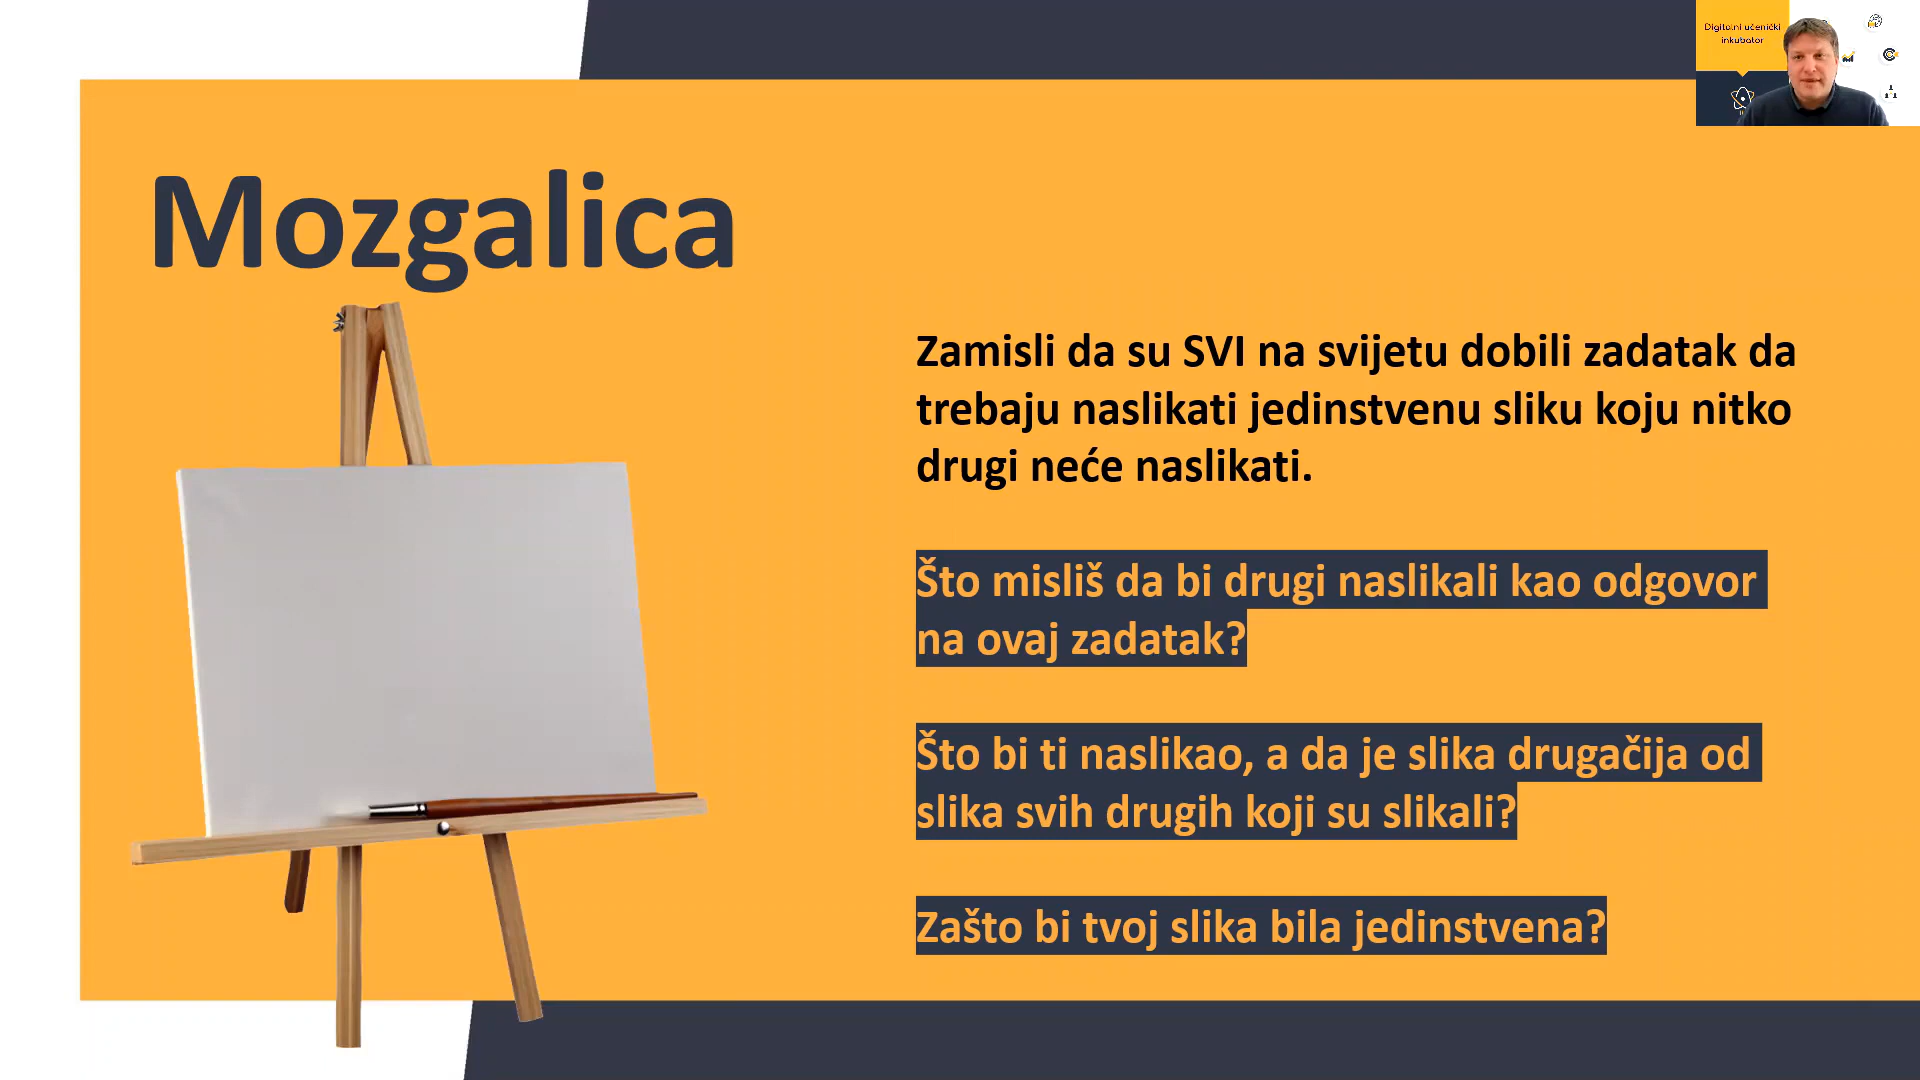 Digitalni učenički
inkubator
Mozgalica
Zamisli da su SVI na svijetu dobili zadatak da
trebaju naslikati jedinstvenu sliku koju nitko
drugi neće naslikati.
Što misliš da bi drugi naslikali kao odgovor
na ovaj zadatak?
Što bi ti naslikao, a da je slika drugačija od
slika svih drugih koji su slikali?
Zašto bi tvoj slika bila jedinstvena?